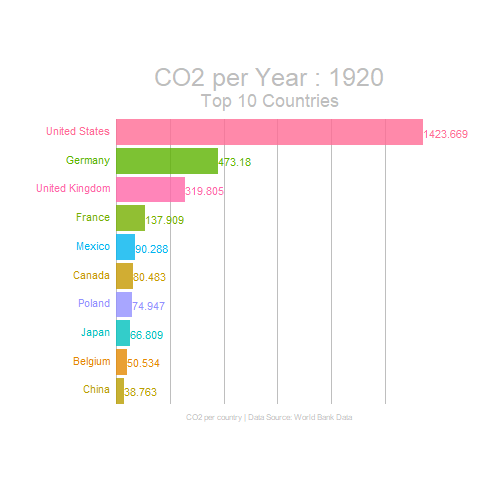 CO2 per Year : 1920
Top 10 Countries
United States 1423.669
Germany 473.18
United Kingdom 319.805
France 137.909
Mexico 90.288
Canada 80.483
Poland 74.947
Japan 66.809
Belgium 50.534
China 38.763
CO2 per country | Data Source: World Bank Data